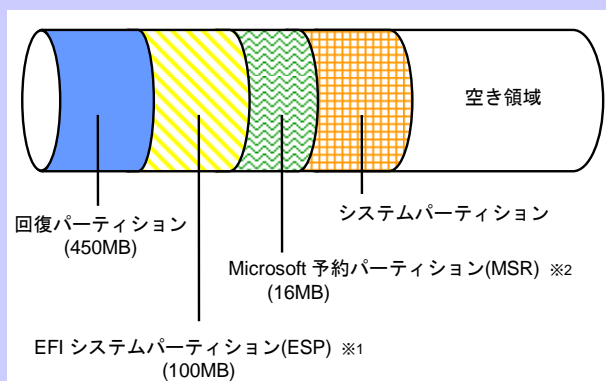 空き領域
回復パーティション
(450MB)
システムパーティション
Microsoft 予約パーティション(MSR) ※2
(16MB)
EFI システムパーティション(ESP) ※1
(100MB)